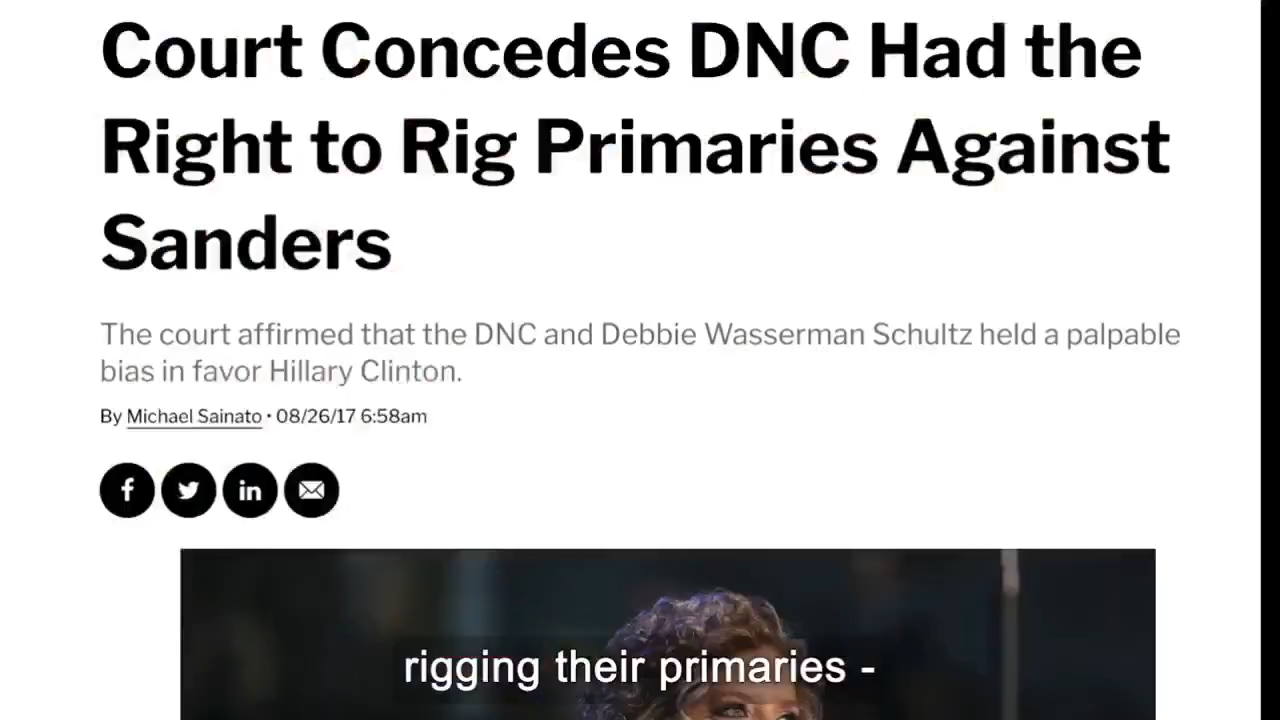 Court Concedes DNC Had the
Right to Rig Primaries Against
Sanders
The court affirmed that the DNC and Debbie Wasserman Schultz held a palpable
bias in favor Hillary Clinton.
By Michael Sainato • 08/26/17 6:58am
rigging their primaries -